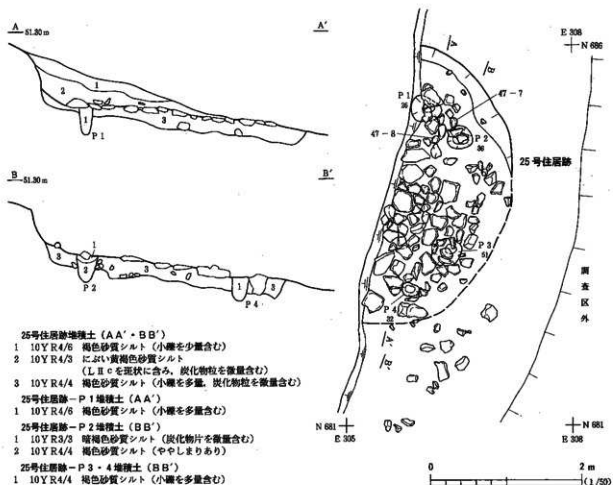 A
51.30 m
A′
1
2
3
1
P 1
B
51.30 m
B′
1
3
2
3
1
3
P 2
P 4
25号住居跡堆積土（AA′・BB′）
1 10YR4/6 褐色砂質シルト（小礫を少量含む）
2 10YR4/3 にぶい黄褐色砂質シルト
（LⅡcを斑状に含み，炭化物粒を微量含む）
3 10YR4/4 褐色砂質シルト（小礫を多量，炭化物粒を微量含む）
25号住居跡−P1堆積土（AA′）
1 10YR4/6 褐色砂質シルト（小礫を多量含む）
25号住居跡−P2堆積土（BB′）
1 10YR3/3 暗褐色砂質シルト（炭化物片を微量含む）
2 10YR4/4 褐色砂質シルト（ややしまりあり）
25号住居跡−P3・4堆積土（BB′）
1 10YR4/4 褐色砂質シルト（小礫を多量含む）
E 308
N 686
A
B
P 1
47−7
47−8
P 2
36
25号住居跡
P 3
51
P 4
32
A′
B′
調査区外
N 681
E 305
N 681
E 308
0
2 m
(1/50)